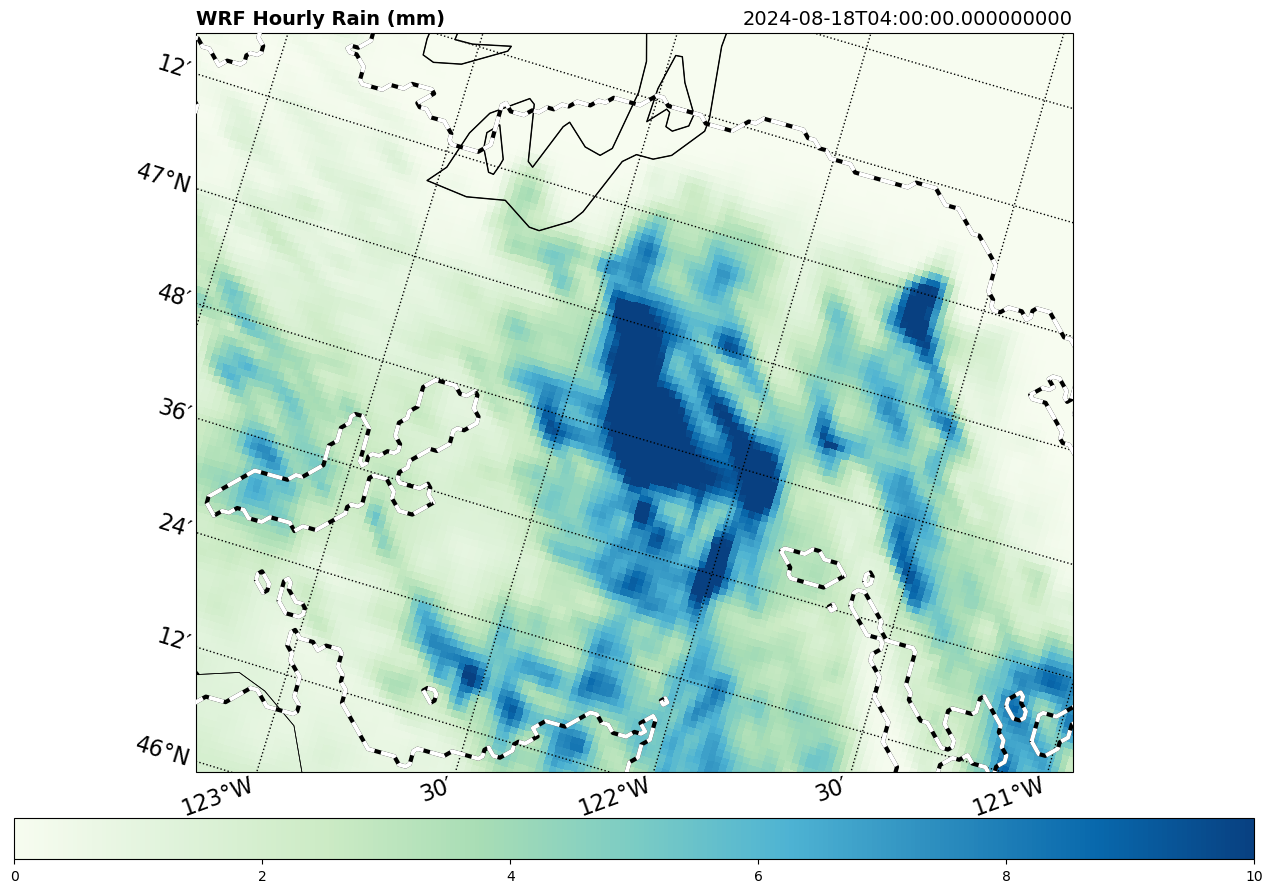 WRF Hourly Rain (mm) 2024-08-18T04:00:00.000000000
12′
47°N
48′
36′
24′
12′
46°N
123°W 30′ 122°W 30′ 121°W
0 2 4 6 8 10